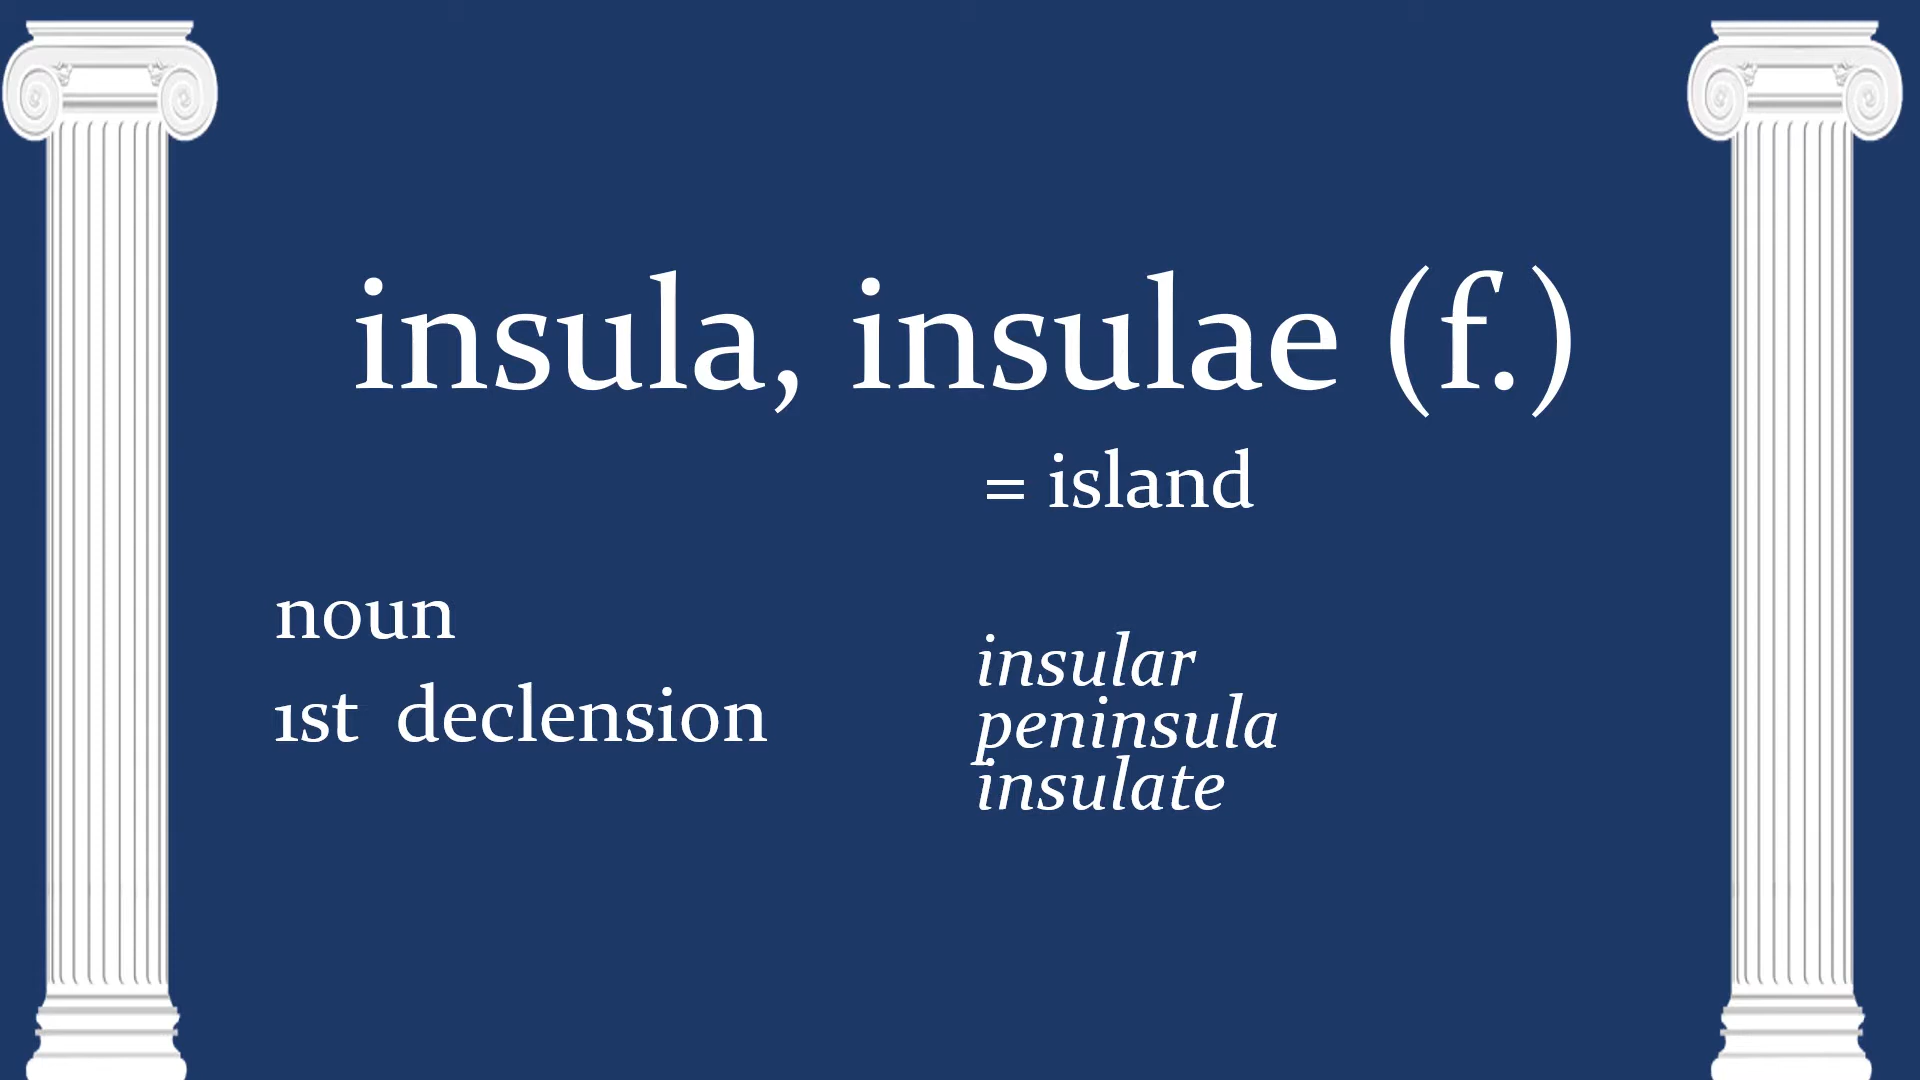 insula, insulae (f.)
= island
noun
1st declension
insular
peninsula
insulate